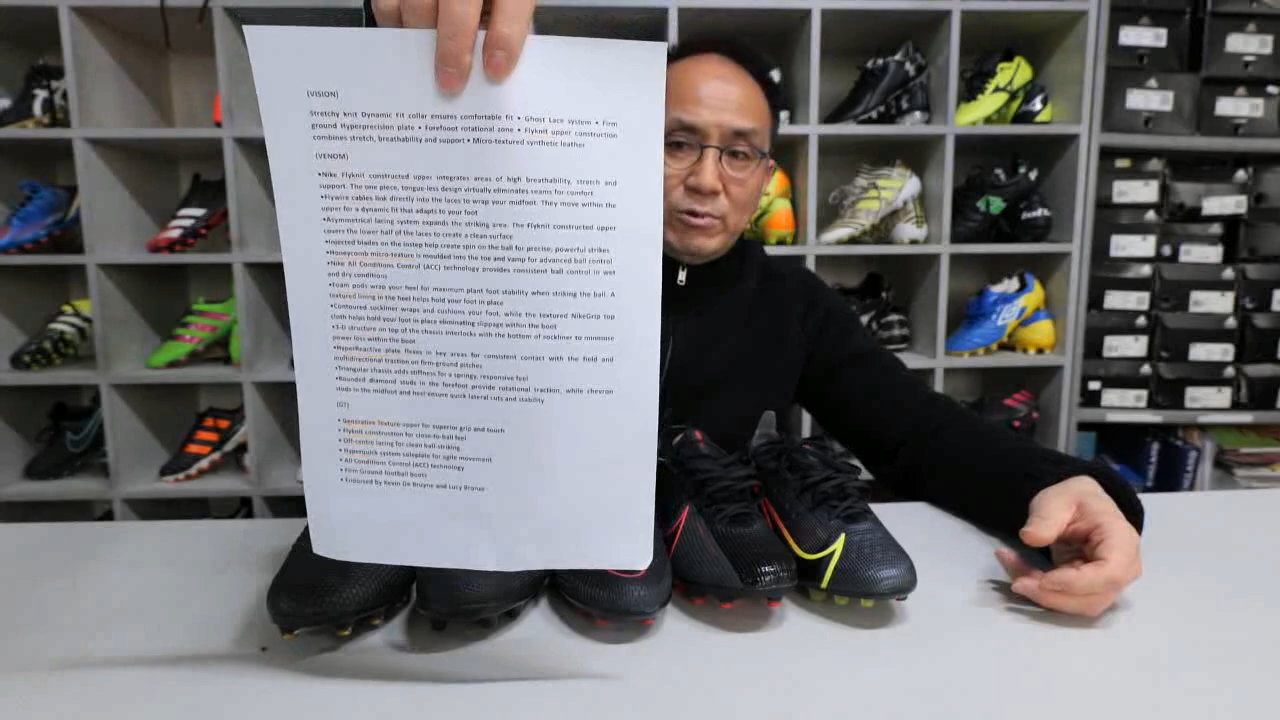 (VISION)
Stretchy knit Dynamic Fit collar ensures comfortable fit • Ghost Lace system • Firm
ground Hyperprecision plate • Forefoot rotational zone • Flyknit upper construction
combines stretch, breathability and support • Micro-textured synthetic leather
(VENOM)
•Nike Flyknit constructed upper integrates areas of high breathability, stretch and
support. The one piece, tongue-less design virtually eliminates seams for comfort
•Flywire cables link directly into the laces to wrap your midfoot. They move within the
upper for a dynamic fit that adapts to your foot
•Asymmetrical lacing system expands the striking area. The Flyknit constructed upper
covers the lower half of the laces to create a clean surface
•Injected blades on the instep help create spin on the ball for precise, powerful strikes
•Honeycomb micro-texture is moulded into the toe and vamp for advanced ball control
•Nike All Conditions Control (ACC) technology provides consistent ball control in wet
and dry conditions
•Foam pods wrap your heel for maximum plant foot stability when striking the ball. A
textured lining in the heel helps hold your foot in place
•Contoured sockliner wraps and cushions your foot, while the textured NikeGrip top
cloth helps hold your foot in place eliminating slippage within the boot
•3-D structure on top of the chassis interlocks with the bottom of sockliner to minimise
power loss within the boot
•HyperReactive plate flexes in key areas for consistent contact with the field and
multidirectional traction on firm-ground pitches
•Triangular chassis adds stiffness for a springy, responsive feel
•Rounded diamond studs in the forefoot provide rotational traction, while chevron
studs in the midfoot and heel ensure quick lateral cuts and stability
(GT)
• Generative Texture upper for superior grip and touch
• Flyknit construction for close-to-ball feel
• Off-centre lacing for clean ball-striking
• Hyperquick system soleplate for agile movement
• All Conditions Control (ACC) technology
• Firm Ground football boots
• Endorsed by Kevin De Bruyne and Lucy Bronze